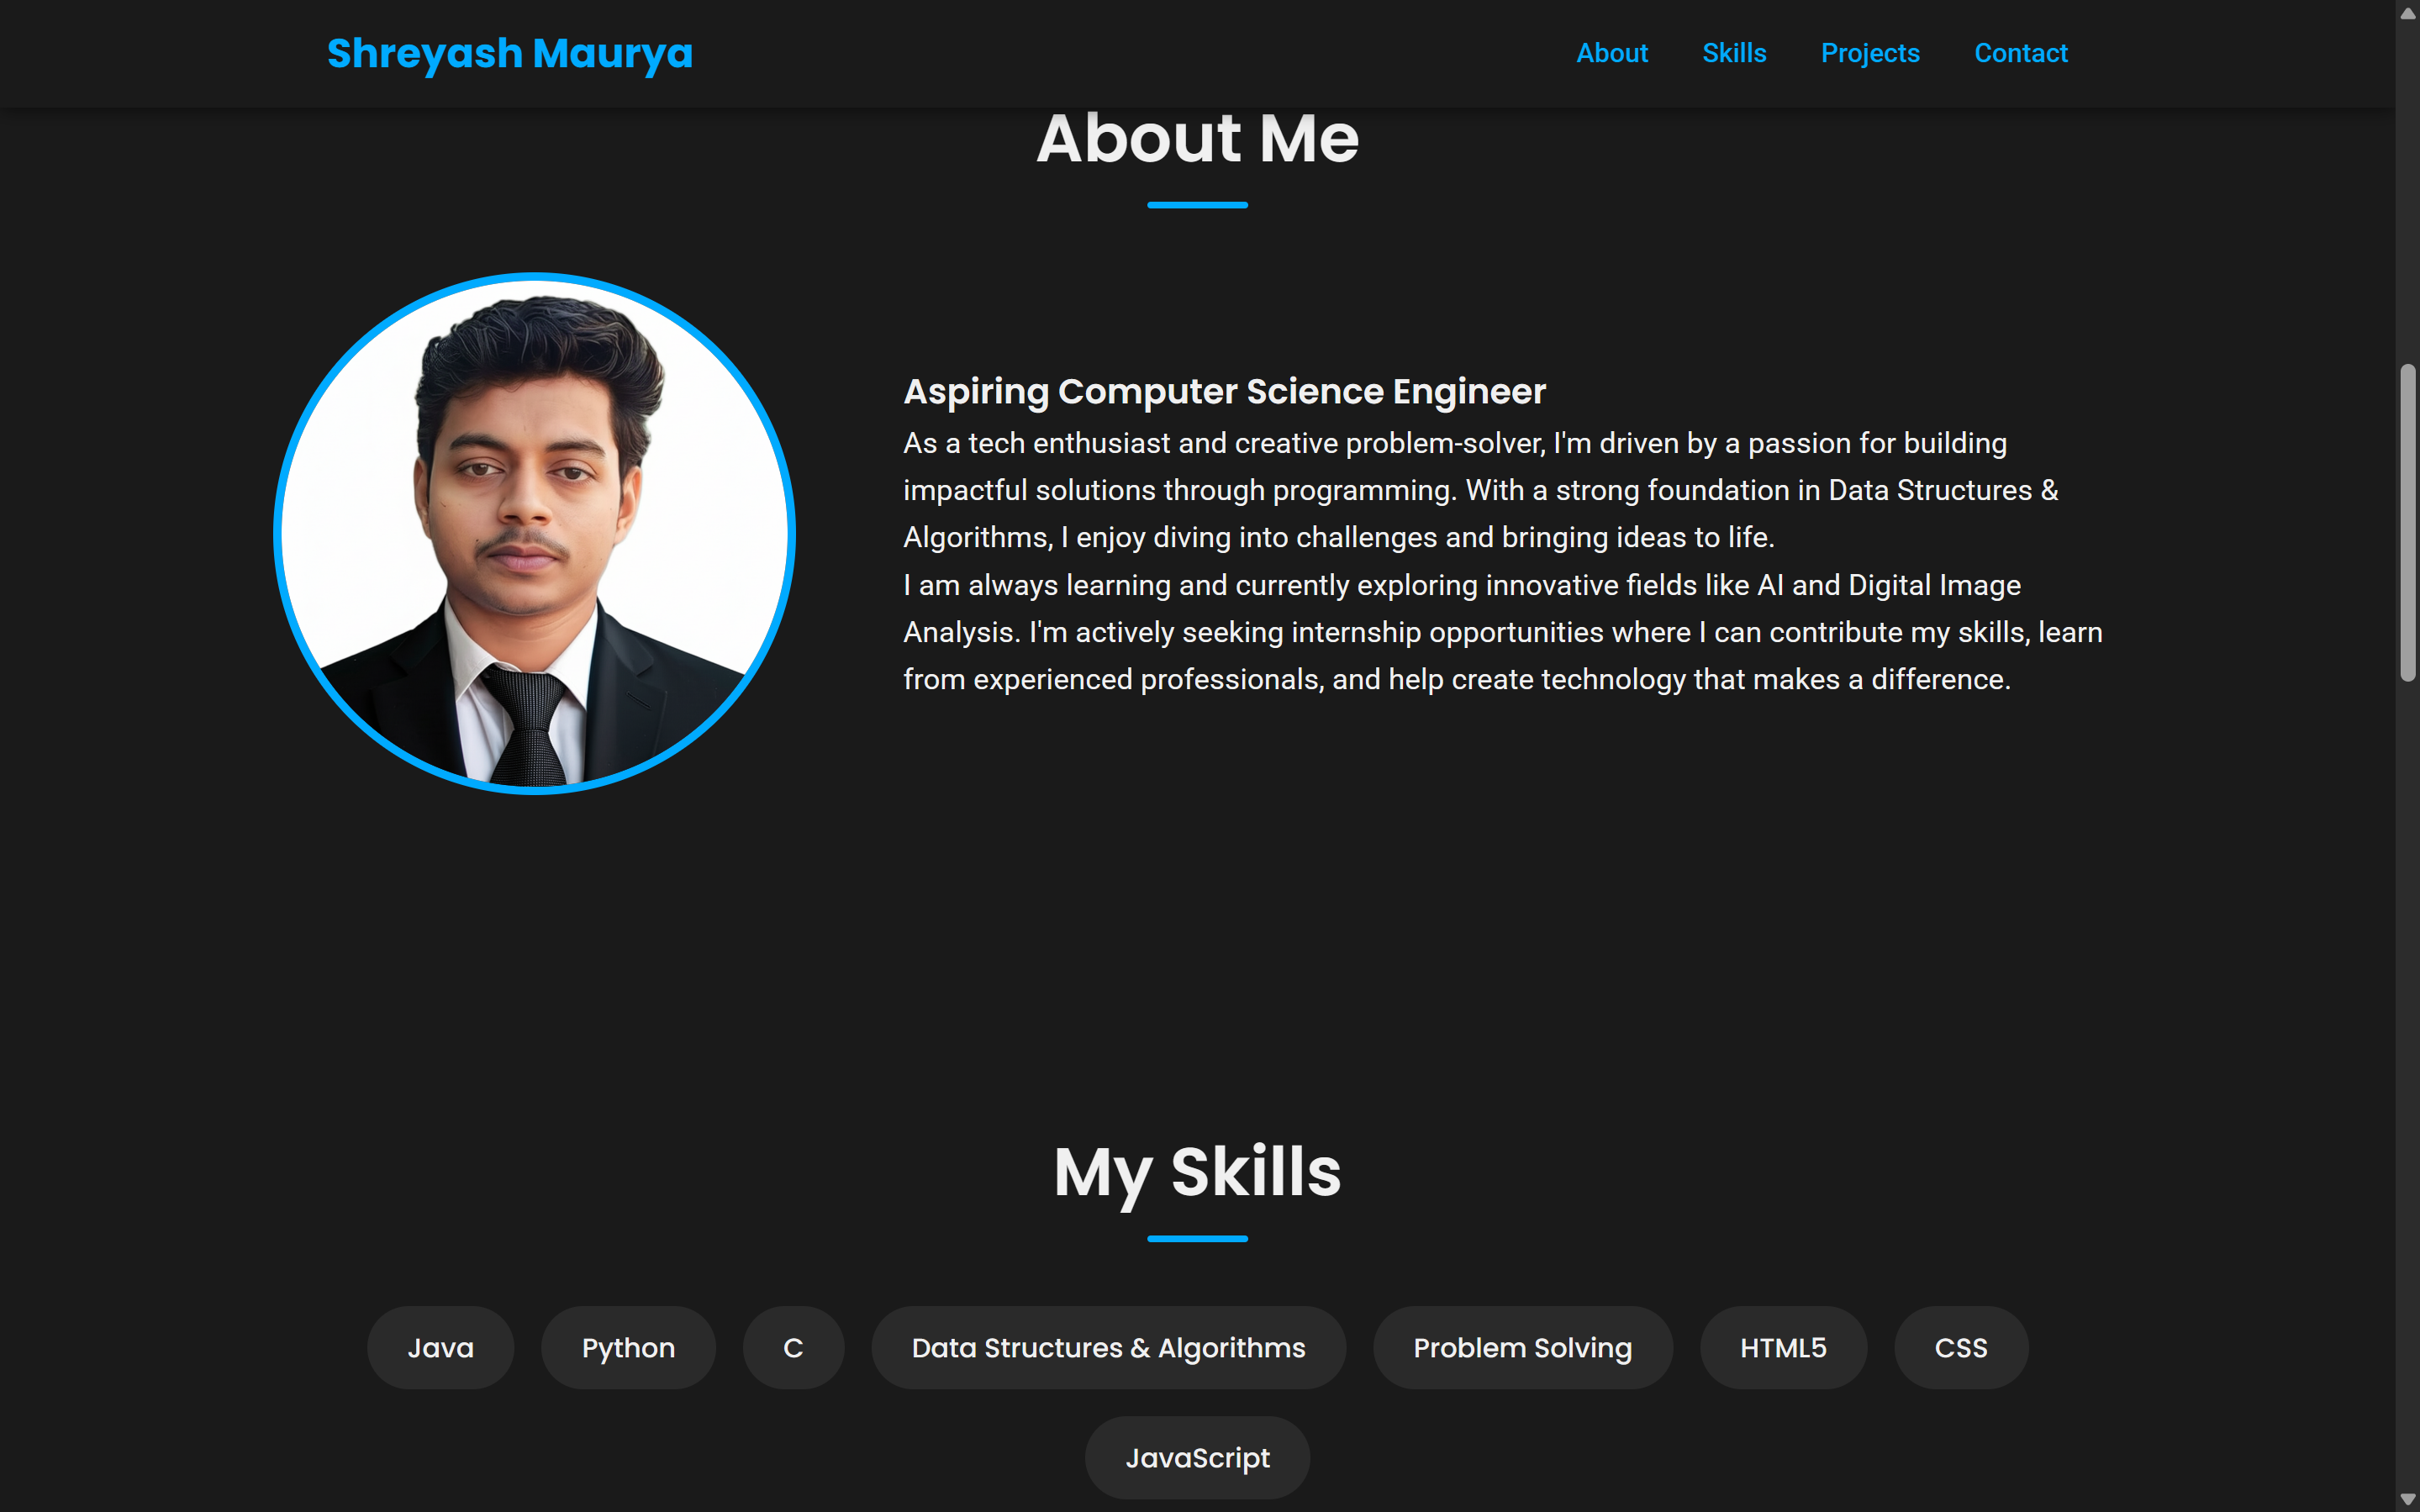 Shreyash Maurya
About Skills Projects Contact
About Me
Aspiring Computer Science Engineer
As a tech enthusiast and creative problem-solver, I'm driven by a passion for building
impactful solutions through programming. With a strong foundation in Data Structures &
Algorithms, I enjoy diving into challenges and bringing ideas to life.
I am always learning and currently exploring innovative fields like AI and Digital Image
Analysis. I'm actively seeking internship opportunities where I can contribute my skills, learn
from experienced professionals, and help create technology that makes a difference.
My Skills
Java Python C Data Structures & Algorithms Problem Solving HTML5 CSS
JavaScript